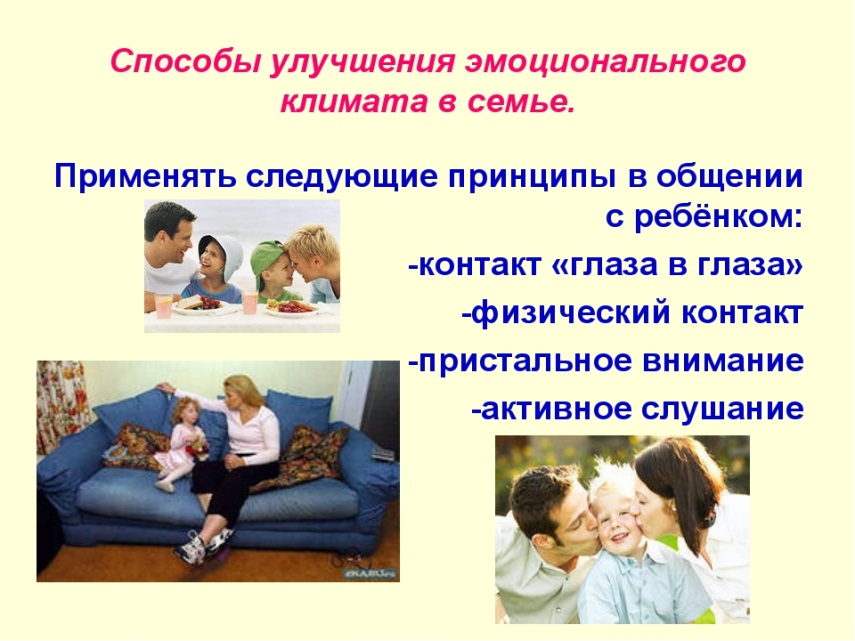 Способы улучшения эмоционального
климата в семье.
Применять следующие принципы в общении
с ребёнком:
-контакт «глаза в глаза»
-физический контакт
-пристальное внимание
-активное слушание